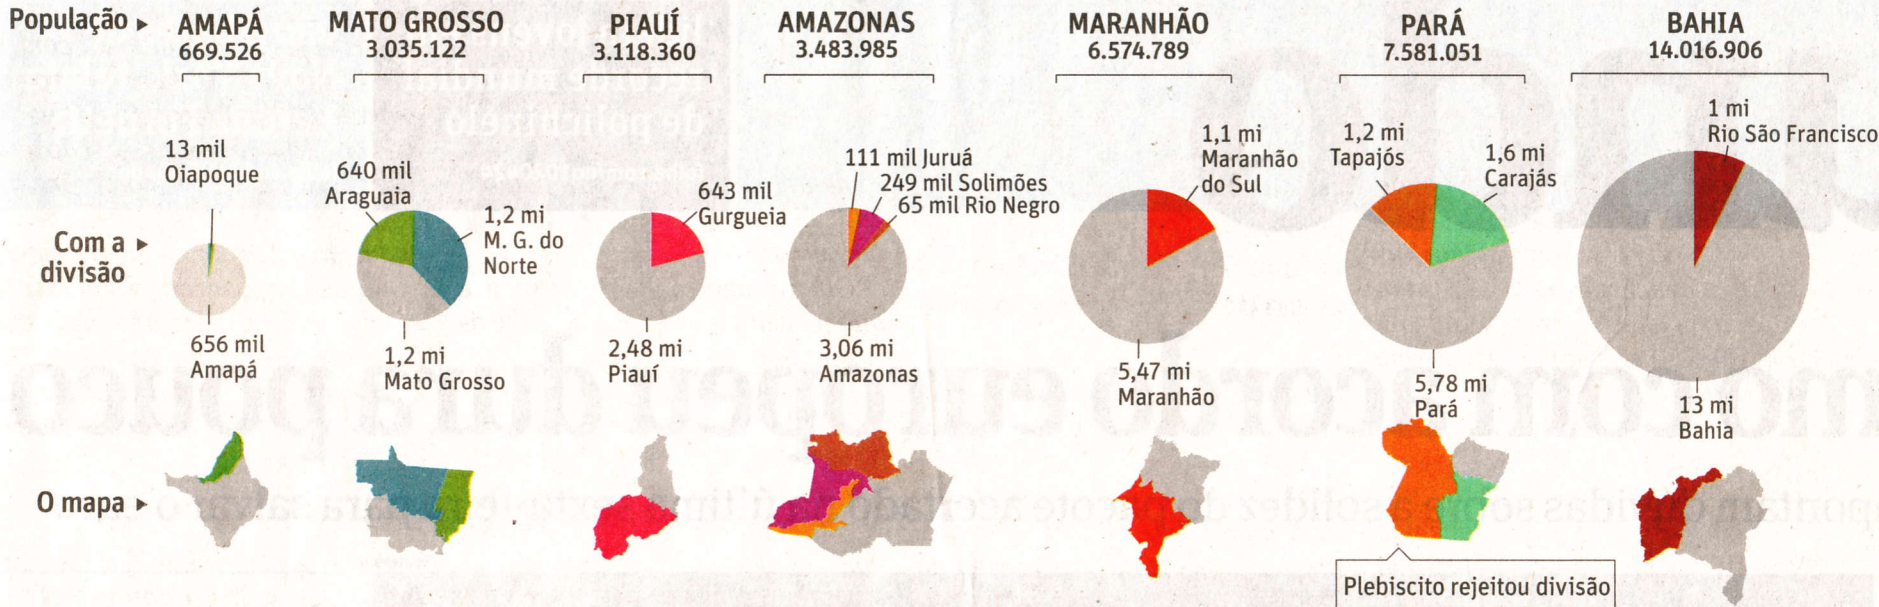 População ▸
AMAPÁ
669.526
MATO GROSSO
3.035.122
PIAUÍ
3.118.360
AMAZONAS
3.483.985
MARANHÃO
6.574.789
PARÁ
7.581.051
BAHIA
14.016.906
Com a ▸
divisão
13 mil
Oiapoque
656 mil
Amapá
640 mil
Araguaia
1,2 mi
M. G. do
Norte
1,2 mi
Mato Grosso
643 mil
Gurgueia
2,48 mi
Piauí
111 mil Juruá
249 mil Solimões
65 mil Rio Negro
3,06 mi
Amazonas
1,1 mi
Maranhão
do Sul
5,47 mi
Maranhão
1,2 mi
Tapajós
1,6 mi
Carajás
5,78 mi
Pará
1 mi
Rio São Francisco
13 mi
Bahia
O mapa ▸
Plebiscito rejeitou divisão